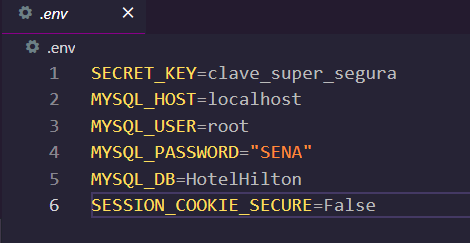 .env ×
.env
1 SECRET_KEY=clave_super_segura
2 MYSQL_HOST=localhost
3 MYSQL_USER=root
4 MYSQL_PASSWORD="SENA"
5 MYSQL_DB=HotelHilton
6 SESSION_COOKIE_SECURE=False